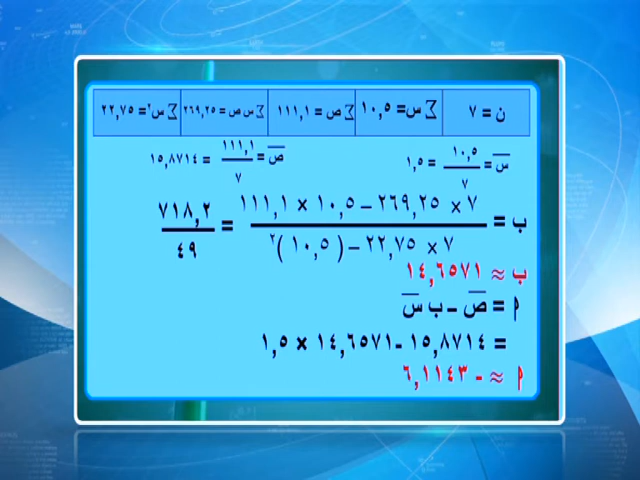 ن = ٧ ∑ س = ١٠,٥ ∑ ص = ١١١,١ ∑ س ص = ٢٦٩,٢٥ ∑ س٢ = ٢٢,٧٥
س̅ = ١٠,٥ / ٧ = ١,٥ ص̅ = ١١١,١ / ٧ = ١٥,٨٧١٤
ب = ٧ × ٢٦٩,٢٥ – ١٠,٥ × ١١١,١ / ٧ × ٢٢,٧٥ – ( ١٠,٥ )٢ = ٧١٨,٢ / ٤٩
ب ≈ ١٤,٦٥٧١
م = ص̅ – ب س̅
= ١٥,٨٧١٤ - ١٤,٦٥٧١ × ١,٥
م ≈ - ٦,١١٤٣